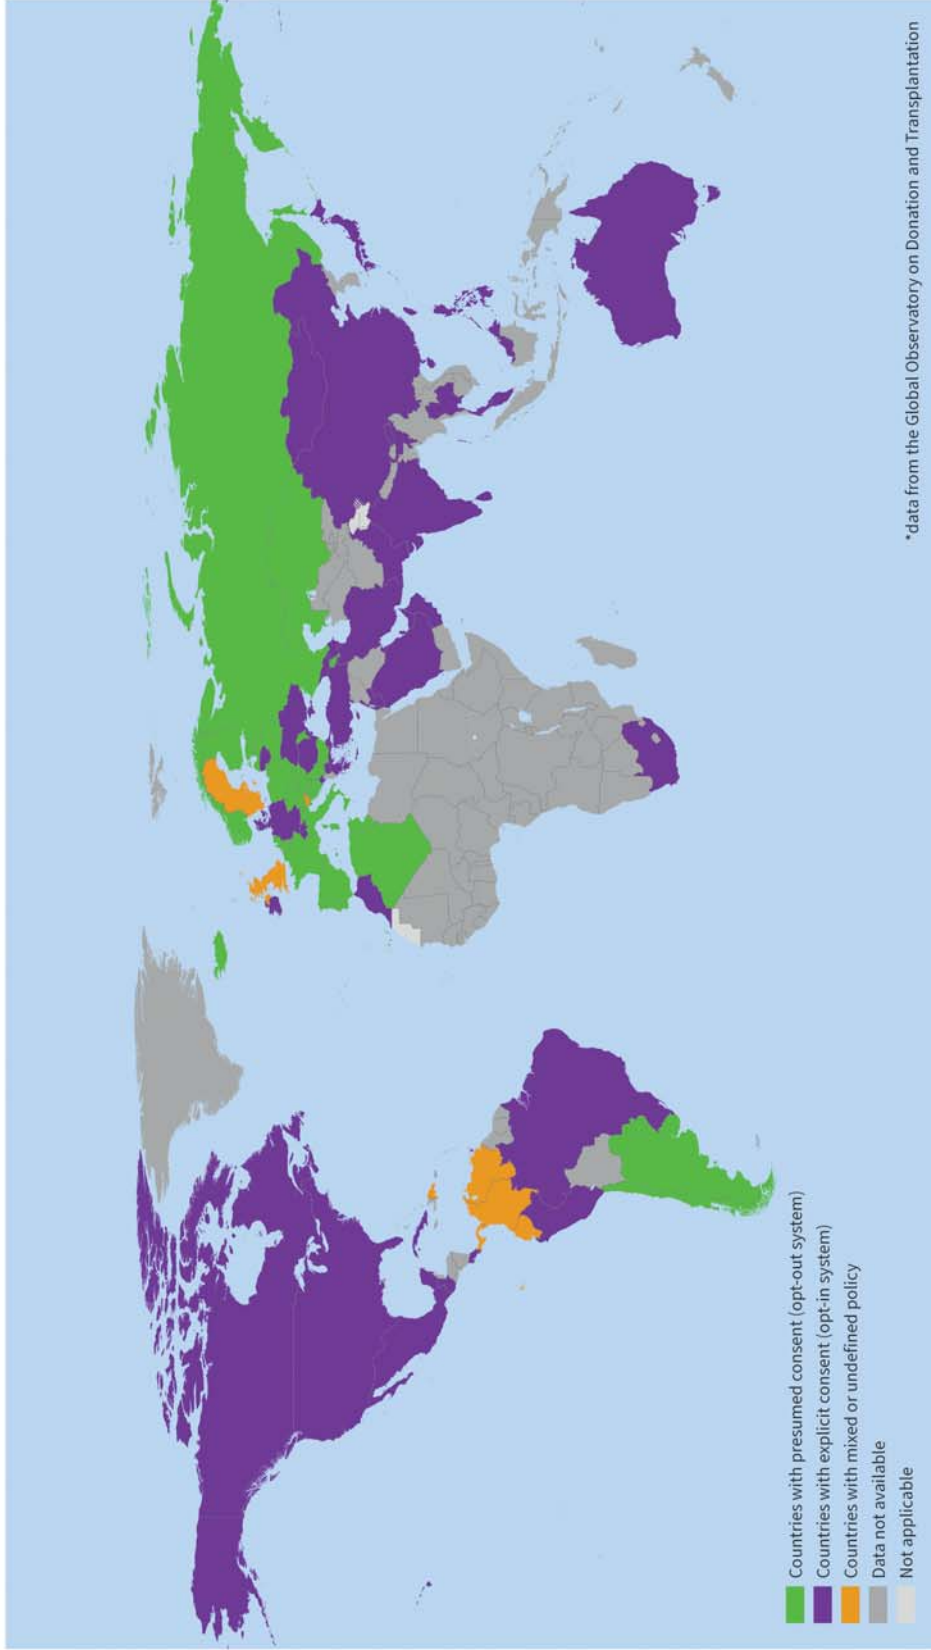 Countries with presumed consent (opt-out system)
Countries with explicit consent (opt-in system)
Countries with mixed or undefined policy
Data not available
Not applicable
*data from the Global Observatory on Donation and Transplantation